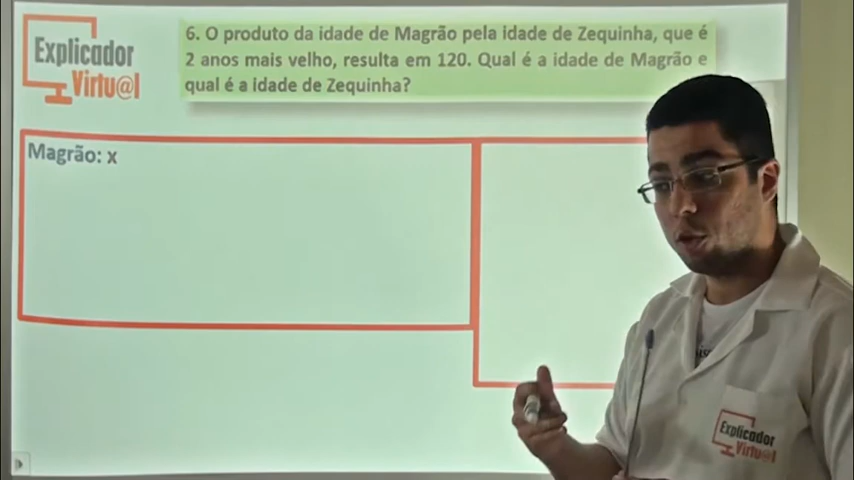 Explicador
Virtu@l
6. O produto da idade de Magrão pela idade de Zequinha, que é
2 anos mais velho, resulta em 120. Qual é a idade de Magrão e
qual é a idade de Zequinha?
Magrão: x
Explicador
Virtu@l